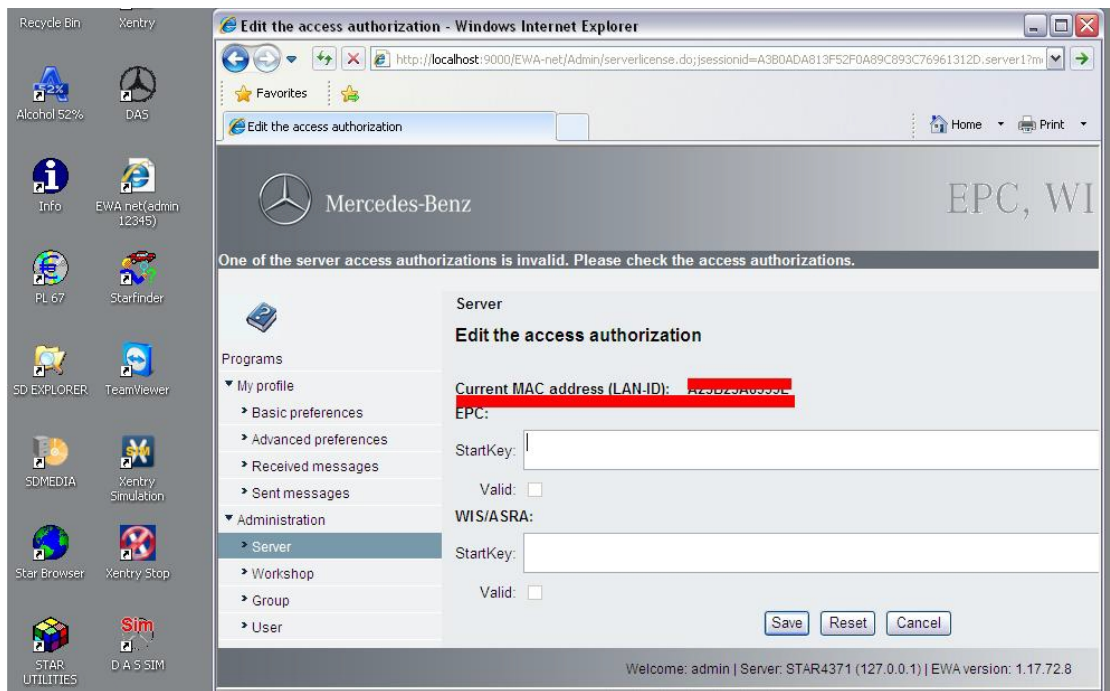 Recycle Bin
Xentry
Alcohol 52%
DAS
Info
EWA net(admin
12345)
PL 67
Starfinder
SD EXPLORER
TeamViewer
SDMEDIA
Xentry
Simulation
Star Browser
Xentry Stop
STAR
UTILITIES
Sim
D A S SIM
Edit the access authorization - Windows Internet Explorer
http://localhost:9000/EWA-net/Admin/serverlicense.do;jsessionid=A3B0ADA813F52F0A89C893C76961312D.server1?m
Favorites
Edit the access authorization
Home
Print
Mercedes-Benz
EPC, WI
One of the server access authorizations is invalid. Please check the access authorizations.
Programs
My profile
Basic preferences
Advanced preferences
Received messages
Sent messages
Administration
Server
Workshop
Group
User
Server
Edit the access authorization
Current MAC address (LAN-ID):
EPC:
StartKey:
Valid:
WIS/ASRA:
StartKey:
Valid:
Save Reset Cancel
Welcome: admin | Server: STAR4371 (127.0.0.1) | EWA version: 1.17.72.8